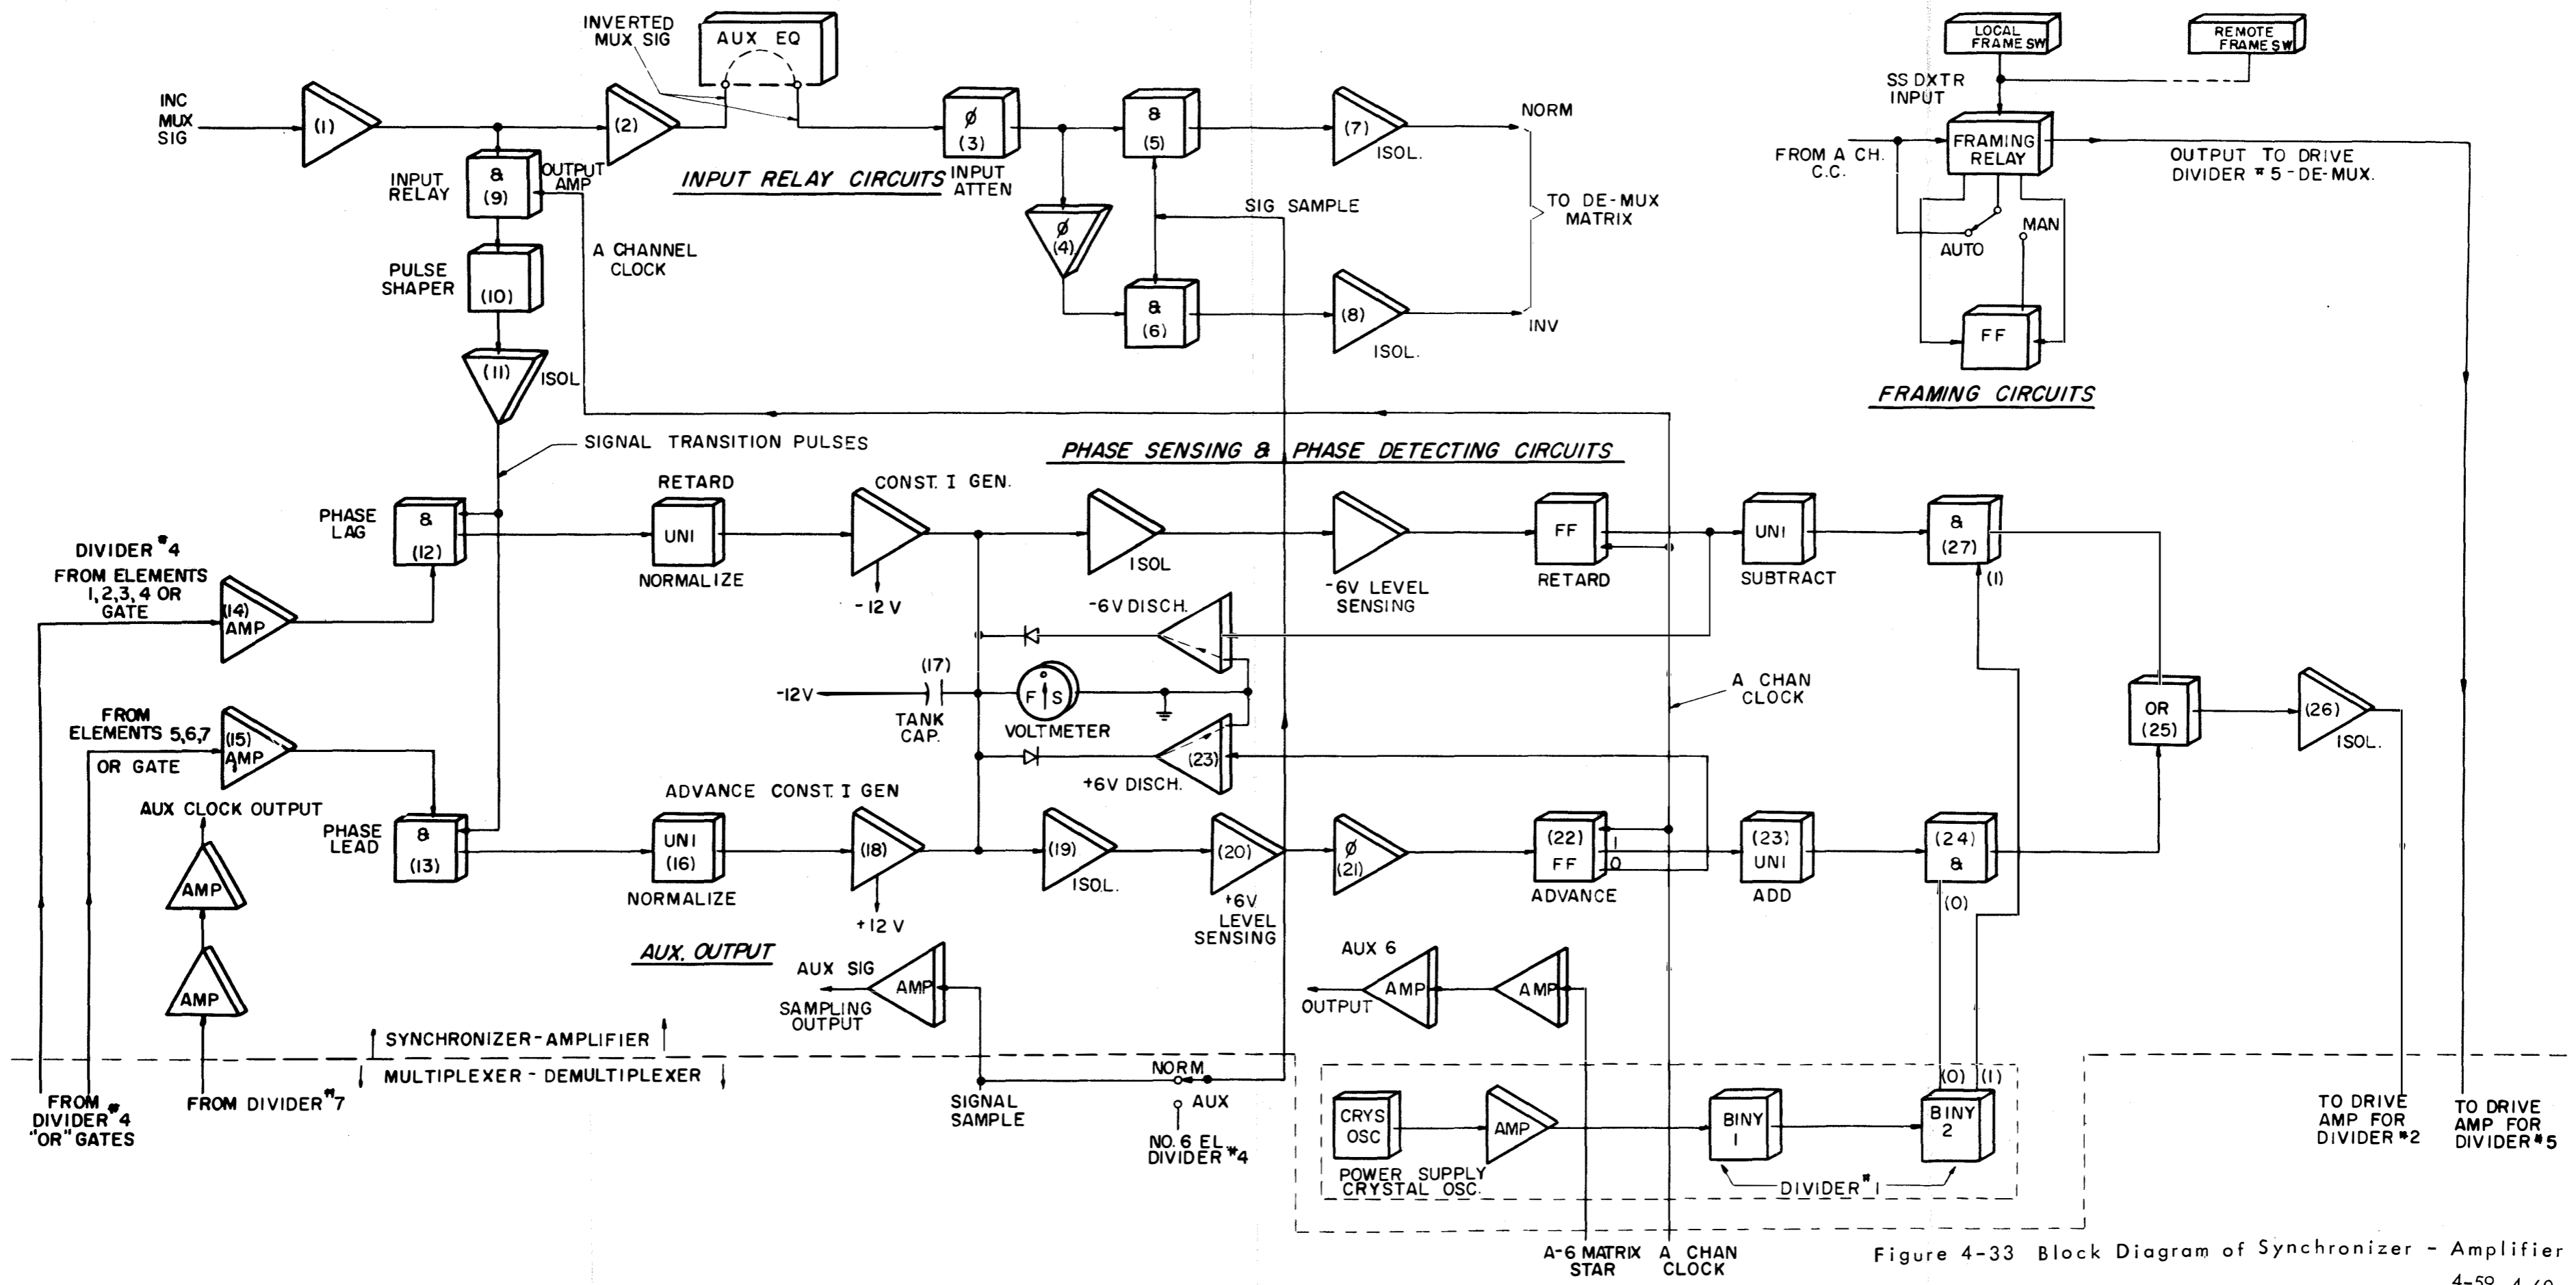 INVERTED
MUX SIG
AUX EQ
LOCAL
FRAME SW
REMOTE
FRAME SW
INC
MUX
SIG
(1)
(2)
Ø
(3)
INPUT
ATTEN
&
(5)
(7)
ISOL.
NORM
SS DXTR
INPUT
FRAMING
RELAY
FROM A CH.
C.C.
OUTPUT TO DRIVE
DIVIDER #5-DE-MUX.
INPUT
RELAY
&
(9)
OUTPUT
AMP
INPUT RELAY CIRCUITS
SIG SAMPLE
TO DE-MUX
MATRIX
Ø
(4)
AUTO
MAN
A CHANNEL
CLOCK
PULSE
SHAPER
(10)
&
(6)
(8)
ISOL.
INV
FF
(11)
ISOL
FRAMING CIRCUITS
SIGNAL TRANSITION PULSES
PHASE SENSING & PHASE DETECTING CIRCUITS
PHASE
LAG
&
(12)
RETARD
UNI
NORMALIZE
CONST. I GEN.
-12 V
ISOL
-6V LEVEL
SENSING
FF
RETARD
UNI
SUBTRACT
&
(27)
(1)
DIVIDER #4
FROM ELEMENTS
1,2,3,4 OR
GATE
(14)
AMP
-6V DISCH.
-12V
(17)
TANK
CAP.
F S
VOLTMETER
A CHAN
CLOCK
OR
(25)
(26)
ISOL.
FROM
ELEMENTS 5,6,7
OR GATE
(15)
AMP
(23)
+6V DISCH.
AUX CLOCK OUTPUT
PHASE
LEAD
&
(13)
ADVANCE CONST. I GEN
UNI
(16)
NORMALIZE
(18)
+12 V
(19)
ISOL.
(20)
+6V
LEVEL
SENSING
Ø
(21)
(22)
FF
1
0
ADVANCE
(23)
UNI
ADD
(24)
&
(0)
AMP
AMP
AUX. OUTPUT
AUX SIG
SAMPLING
OUTPUT
AMP
AUX 6
OUTPUT
AMP
AMP
SYNCHRONIZER-AMPLIFIER
MULTIPLEXER-DEMULTIPLEXER
FROM
DIVIDER #4
"OR" GATES
FROM DIVIDER #7
SIGNAL
SAMPLE
NORM
AUX
NO. 6 EL
DIVIDER #4
(0) (1)
CRYS
OSC
AMP
BINY
1
BINY
2
POWER SUPPLY
CRYSTAL OSC.
DIVIDER #1
TO DRIVE
AMP FOR
DIVIDER #2
TO DRIVE
AMP FOR
DIVIDER #5
A-6 MATRIX
STAR
A CHAN
CLOCK
Figure 4-33 Block Diagram of Synchronizer - Amplifier